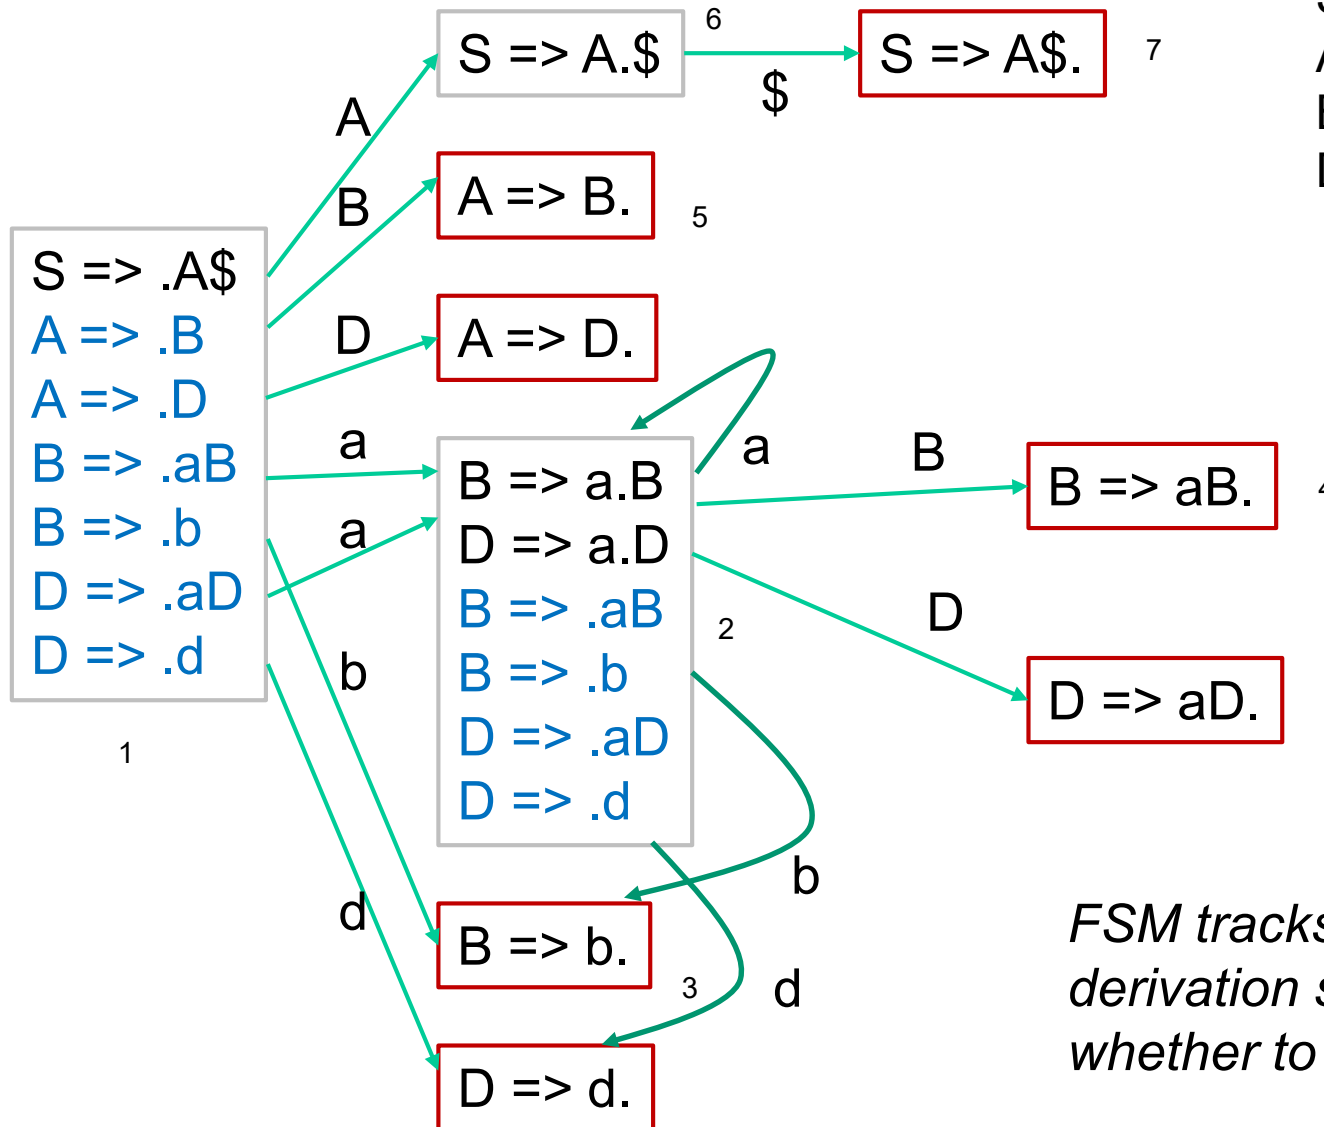 S => A.$
6
S => A$.
7
$
A
A => B.
5
B
S => .A$
A => .B
A => .D
B => .aB
B => .b
D => .aD
D => .d
1
A => D.
D
a
a
B => a.B
D => a.D
B => .aB
B => .b
D => .aD
D => .d
2
a
B
B => aB.
D
D => aD.
b
b
d
B => b.
3
d
D => d.
FSM tracks
derivation
whether to